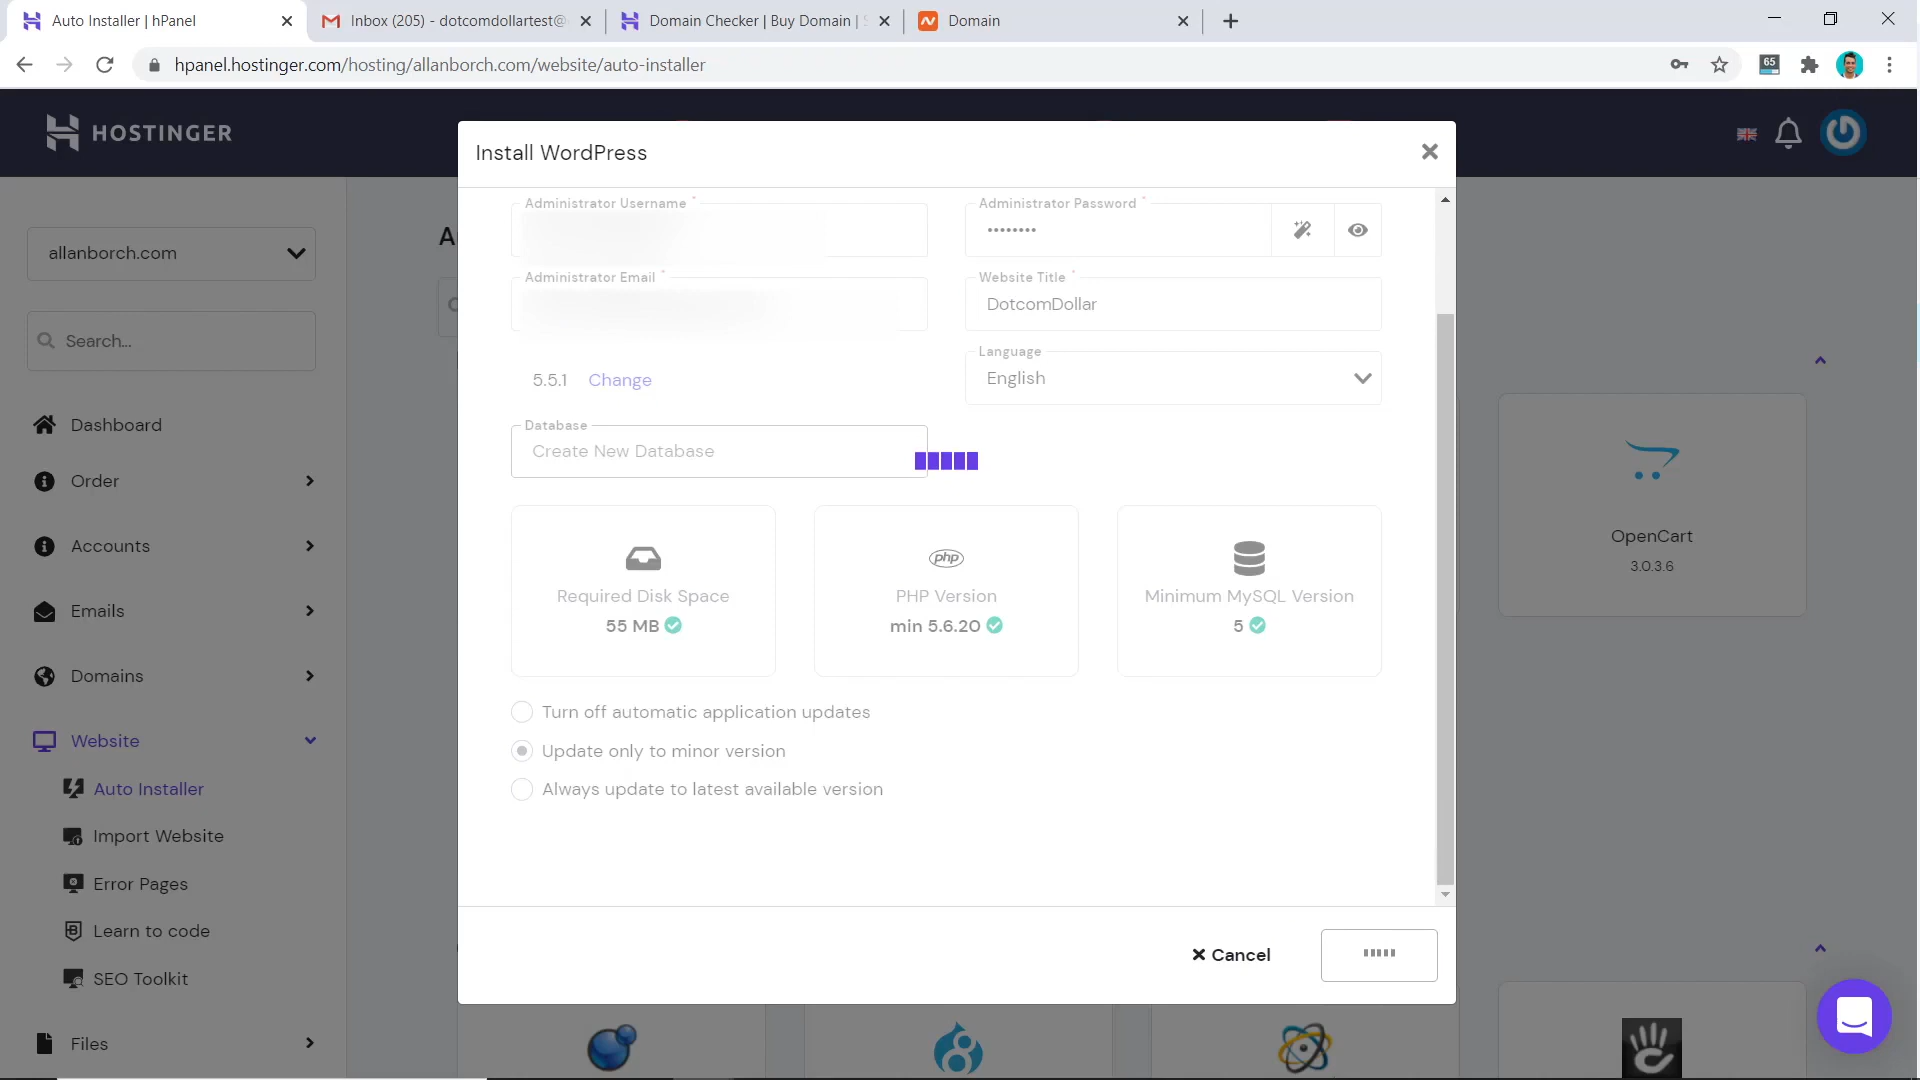 Auto Installer | hPanel
Inbox (205) - dotcomdollartest@
Domain Checker | Buy Domain |
Domain
hpanel.hostinger.com/hosting/allanborch.com/website/auto-installer
65
HOSTINGER
Install WordPress
allanborch.com
Search...
Dashboard
Order
Accounts
Emails
Domains
Website
Auto Installer
Import Website
Error Pages
Learn to code
SEO Toolkit
Files
A
Administrator Username *
Administrator Password *
••••••••
Administrator Email *
Website Title *
DotcomDollar
5.5.1 Change
Language
English
Database
Create New Database
Required Disk Space
55 MB
php
PHP Version
min 5.6.20
Minimum MySQL Version
5
Turn off automatic application updates
Update only to minor version
Always update to latest available version
Cancel
OpenCart
3.0.3.6